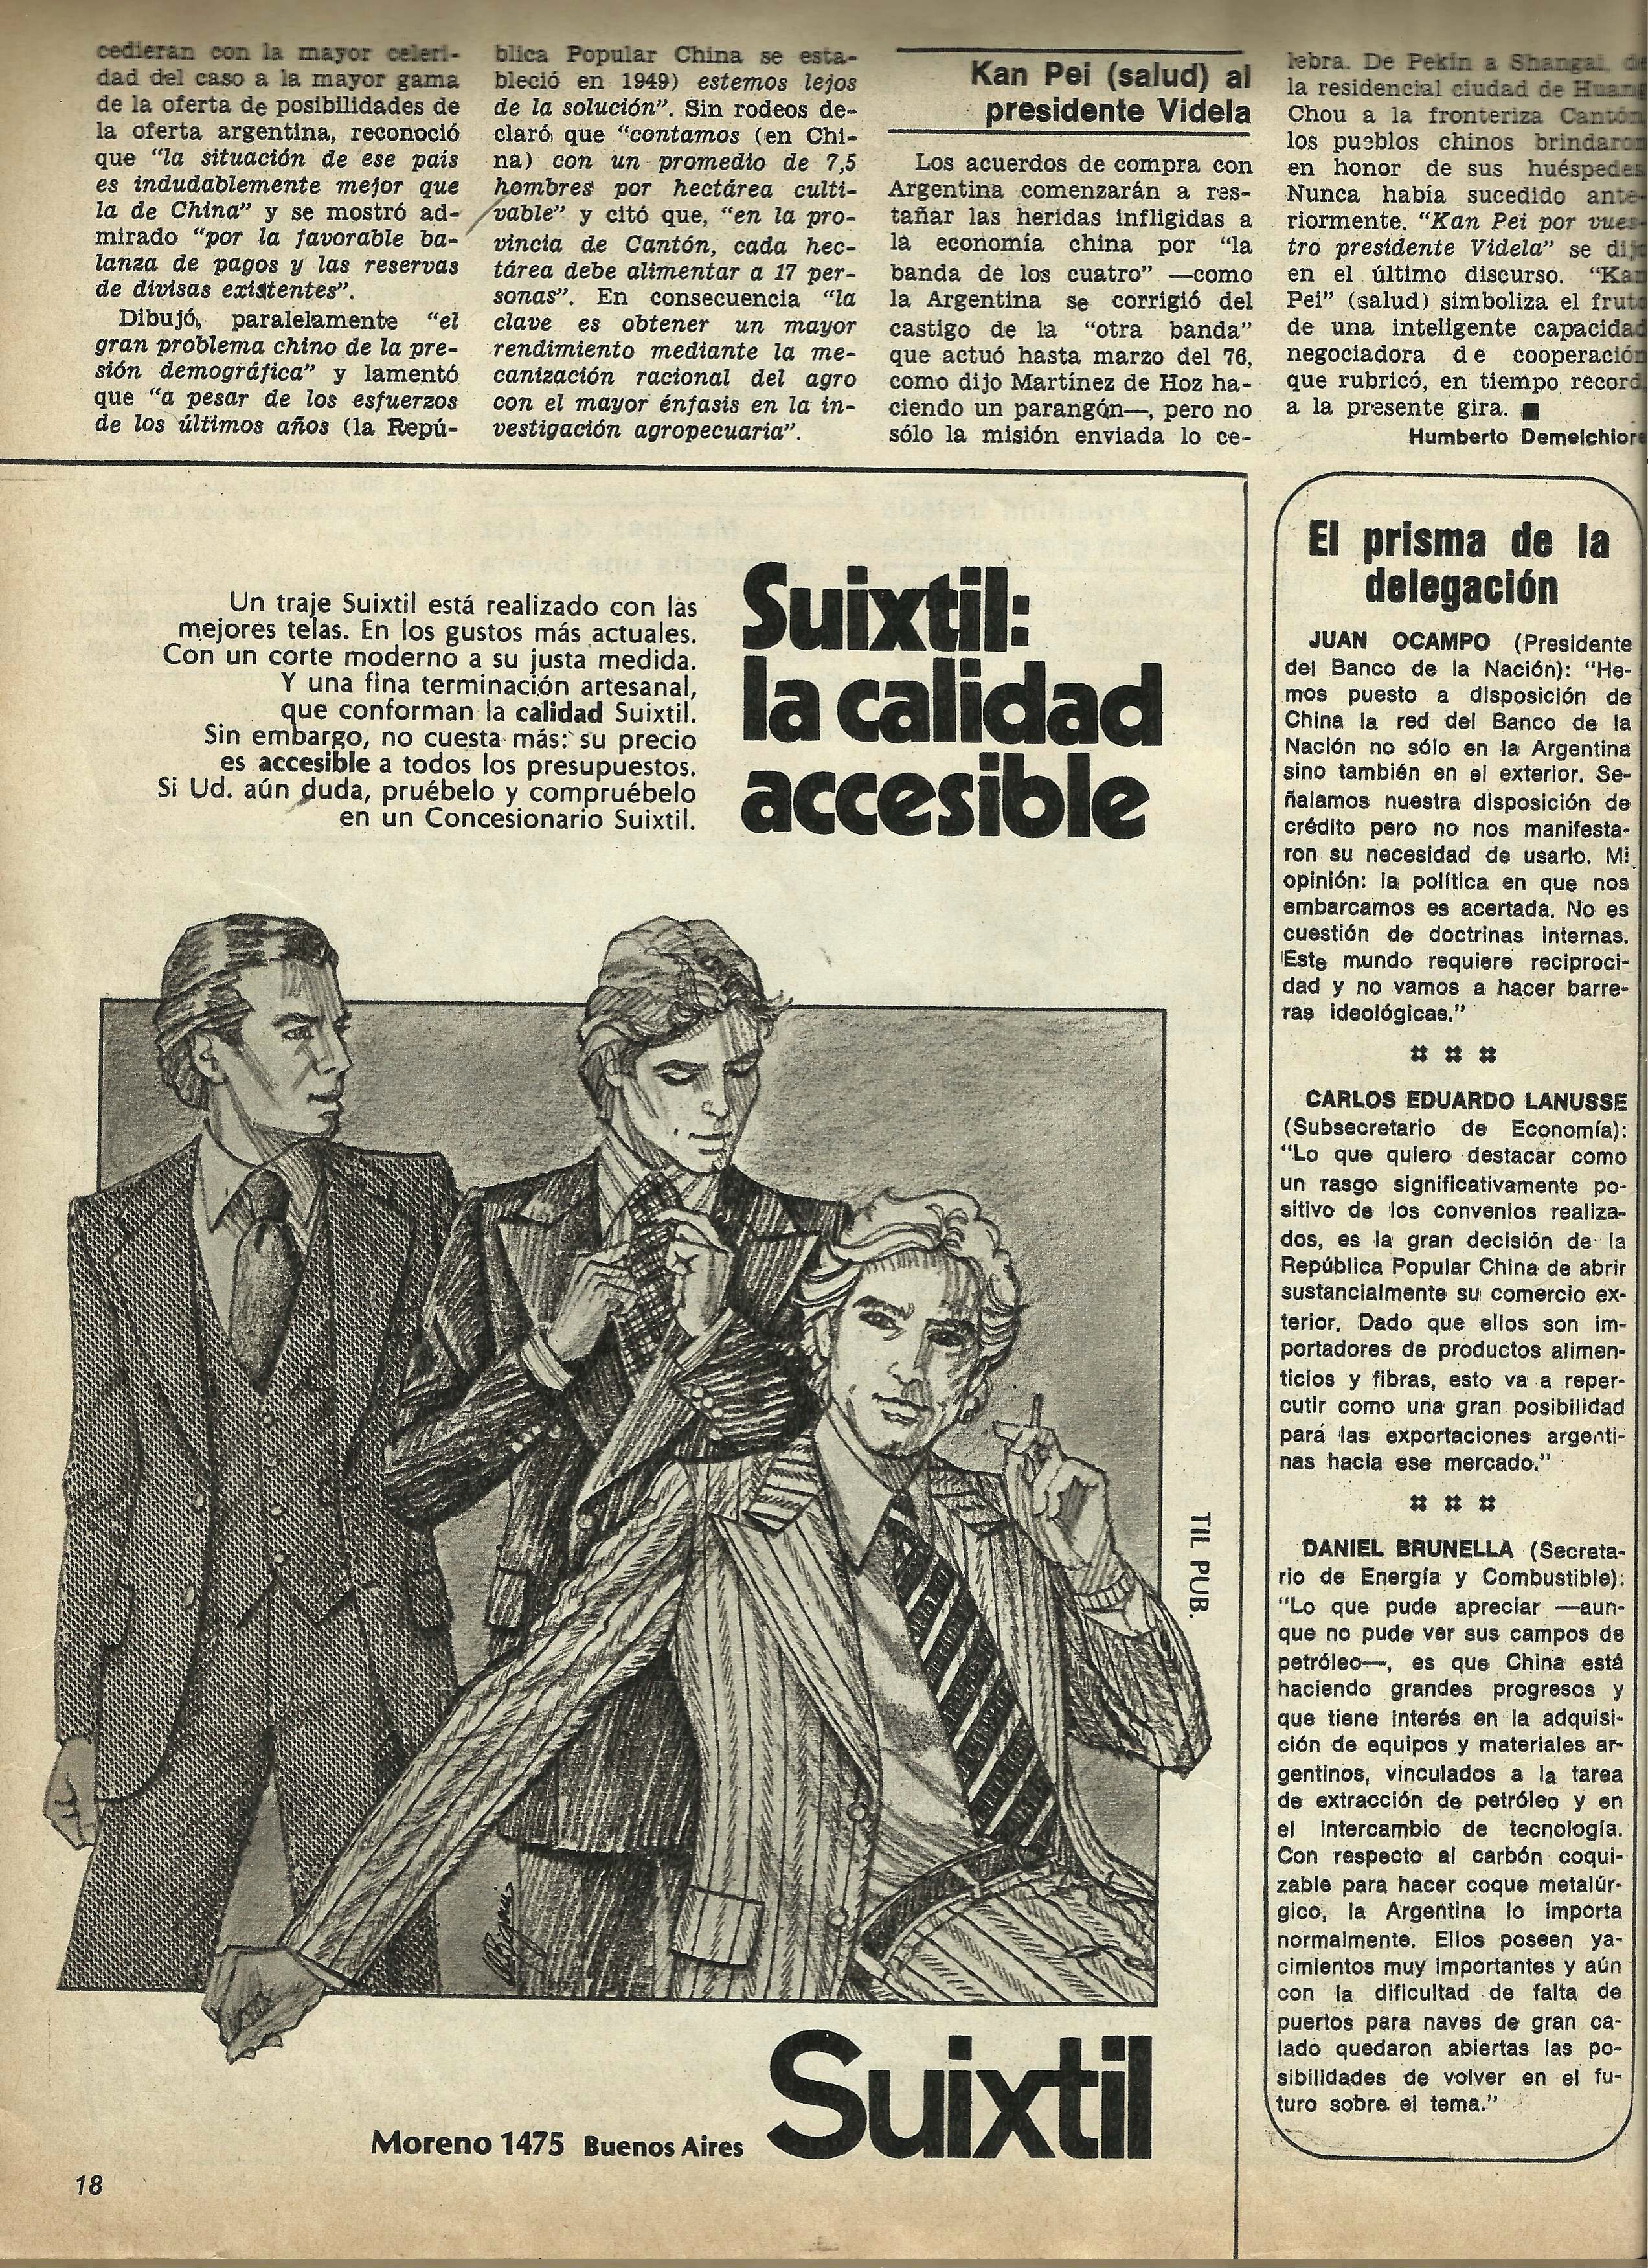 cedieran con la mayor celeri-
dad del caso a la mayor gama
de la oferta de posibilidades de
la oferta argentina, reconoció
que “la situación de ese país
es indudablemente mejor que
la de China” y se mostró ad-
mirado “por la favorable ba-
lanza de pagos y las reservas
de divisas existentes”.
Dibujó, paralelamente “el
gran problema chino de la pre-
sión demográfica” y lamentó
que “a pesar de los esfuerzos
de los últimos años (la Repú-
blica Popular China se esta-
bleció en 1949) estemos lejos
de la solución”. Sin rodeos de-
claró que “contamos (en Chi-
na) con un promedio de 7,5
hombres por hectárea culti-
vable” y citó que, “en la pro-
vincia de Cantón, cada hec-
tárea debe alimentar a 17 per-
sonas”. En consecuencia “la
clave es obtener un mayor
rendimiento mediante la me-
canización racional del agro
con el mayor énfasis en la in-
vestigación agropecuaria”.
Kan Pei (salud) al
presidente Videla
Los acuerdos de compra con
Argentina comenzarán a res-
tañar las heridas infligidas a
la economía china por “la
banda de los cuatro” —como
la Argentina se corrigió del
castigo de la “otra banda”
que actuó hasta marzo del 76,
como dijo Martínez de Hoz ha-
ciendo un parangón—, pero no
sólo la misión enviada lo ce-
lebra. De Pekín a Shangai, de
la residencial ciudad de Huang
Chou a la fronteriza Cantón,
los pueblos chinos brindaron
en honor de sus huéspedes.
Nunca había sucedido ante-
riormente. “Kan Pei por vues-
tro presidente Videla” se dijo
en el último discurso. “Kan
Pei” (salud) simboliza el fruto
de una inteligente capacidad
negociadora de cooperación
que rubricó, en tiempo record
a la presente gira. ■
Humberto Demelchiore
Un traje Suixtil está realizado con las
mejores telas. En los gustos más actuales.
Con un corte moderno a su justa medida.
Y una fina terminación artesanal,
que conforman la calidad Suixtil.
Sin embargo, no cuesta más: su precio
es accesible a todos los presupuestos.
Si Ud. aún duda, pruébelo y compruébelo
en un Concesionario Suixtil.
Suixtil:
la calidad
accesible
TIL PUB.
Suixtil
Moreno 1475 Buenos Aires
18
El prisma de la
delegación
JUAN OCAMPO (Presidente
del Banco de la Nación): “He-
mos puesto a disposición de
China la red del Banco de la
Nación no sólo en la Argentina
sino también en el exterior. Se-
ñalamos nuestra disposición de
crédito pero no nos manifesta-
ron su necesidad de usarlo. Mi
opinión: la política en que nos
embarcamos es acertada. No es
cuestión de doctrinas internas.
Este mundo requiere reciproci-
dad y no vamos a hacer barre-
ras ideológicas.”
⌗ ⌗ ⌗
CARLOS EDUARDO LANUSSE
(Subsecretario de Economía):
“Lo que quiero destacar como
un rasgo significativamente po-
sitivo de los convenios realiza-
dos, es la gran decisión de la
República Popular China de abrir
sustancialmente su comercio ex-
terior. Dado que ellos son im-
portadores de productos alimen-
ticios y fibras, esto va a reper-
cutir como una gran posibilidad
pará las exportaciones argenti-
nas hacia ese mercado.”
⌗ ⌗ ⌗
DANIEL BRUNELLA (Secreta-
rio de Energía y Combustible):
“Lo que pude apreciar —aun-
que no pude ver sus campos de
petróleo—, es que China está
haciendo grandes progresos y
que tiene interés en la adquisi-
ción de equipos y materiales ar-
gentinos, vinculados a la tarea
de extracción de petróleo y en
el intercambio de tecnología.
Con respecto al carbón coqui-
zable para hacer coque metalúr-
gico, la Argentina lo importa
normalmente. Ellos poseen ya-
cimientos muy importantes y aún
con la dificultad de falta de
puertos para naves de gran ca-
lado quedaron abiertas las po-
sibilidades de volver en el fu-
turo sobre el tema.”